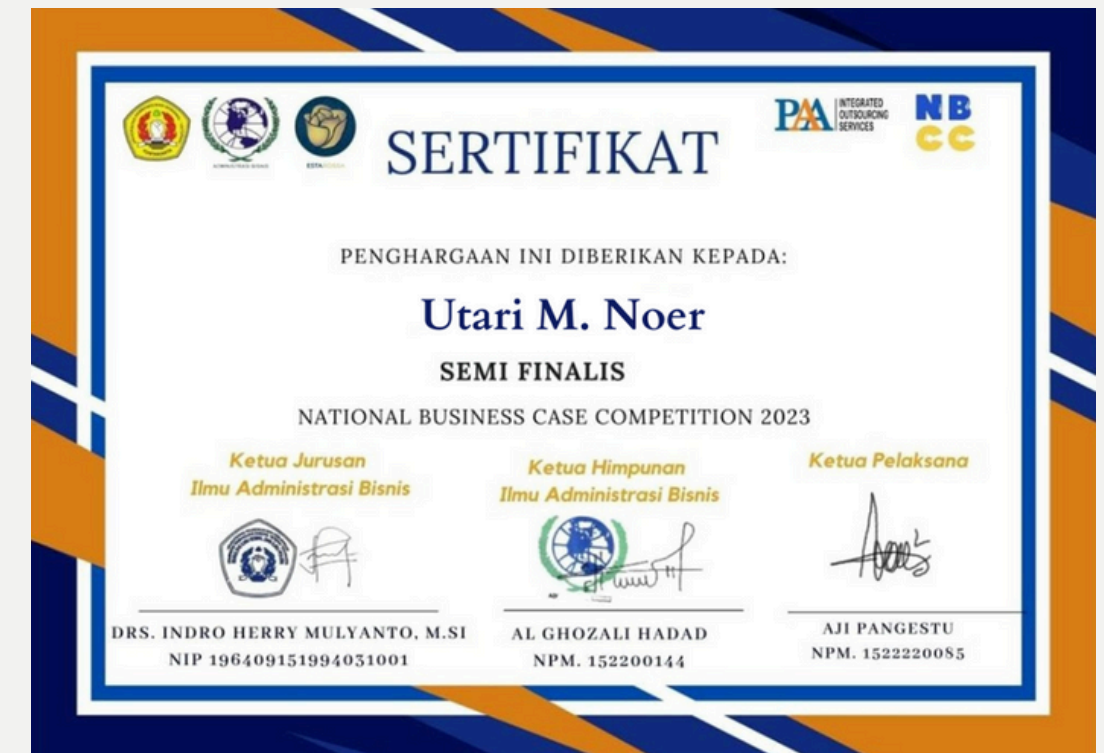 ADMINISTRASI BISNIS
PAA
INTEGRATED
OUTSOURCING
SERVICES
NB
CC
SERTIFIKAT
PENGHARGAAN INI DIBERIKAN KEPADA:
Utari M. Noer
SEMI FINALIS
NATIONAL BUSINESS CASE COMPETITION 2023
Ketua Jurusan
Ilmu Administrasi Bisnis
DRS. INDRO HERRY MULYANTO, M.SI
NIP 196409151994031001
Ketua Himpunan
Ilmu Administrasi Bisnis
AL GHOZALI HADAD
NPM. 152200144
Ketua Pelaksana
AJI PANGESTU
NPM. 1522220085